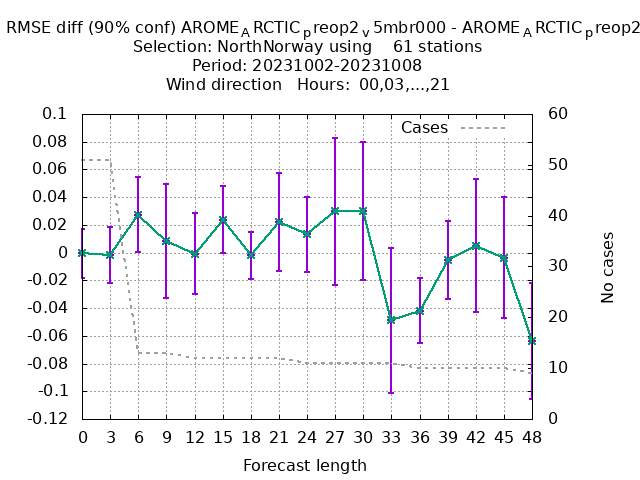 RMSE diff (90% conf) AROME_ARCTIC_preop2_v5mbr000 - AROME_ARCTIC_preop2
Selection: NorthNorway using 61 stations
Period: 20231002-20231008
Wind direction Hours: 00,03,...,21
Cases
0.1
0.08
0.06
0.04
0.02
0
-0.02
-0.04
-0.06
-0.08
-0.1
-0.12
60
50
40
30
20
10
0
No cases
0 3 6 9 12 15 18 21 24 27 30 33 36 39 42 45 48
Forecast length